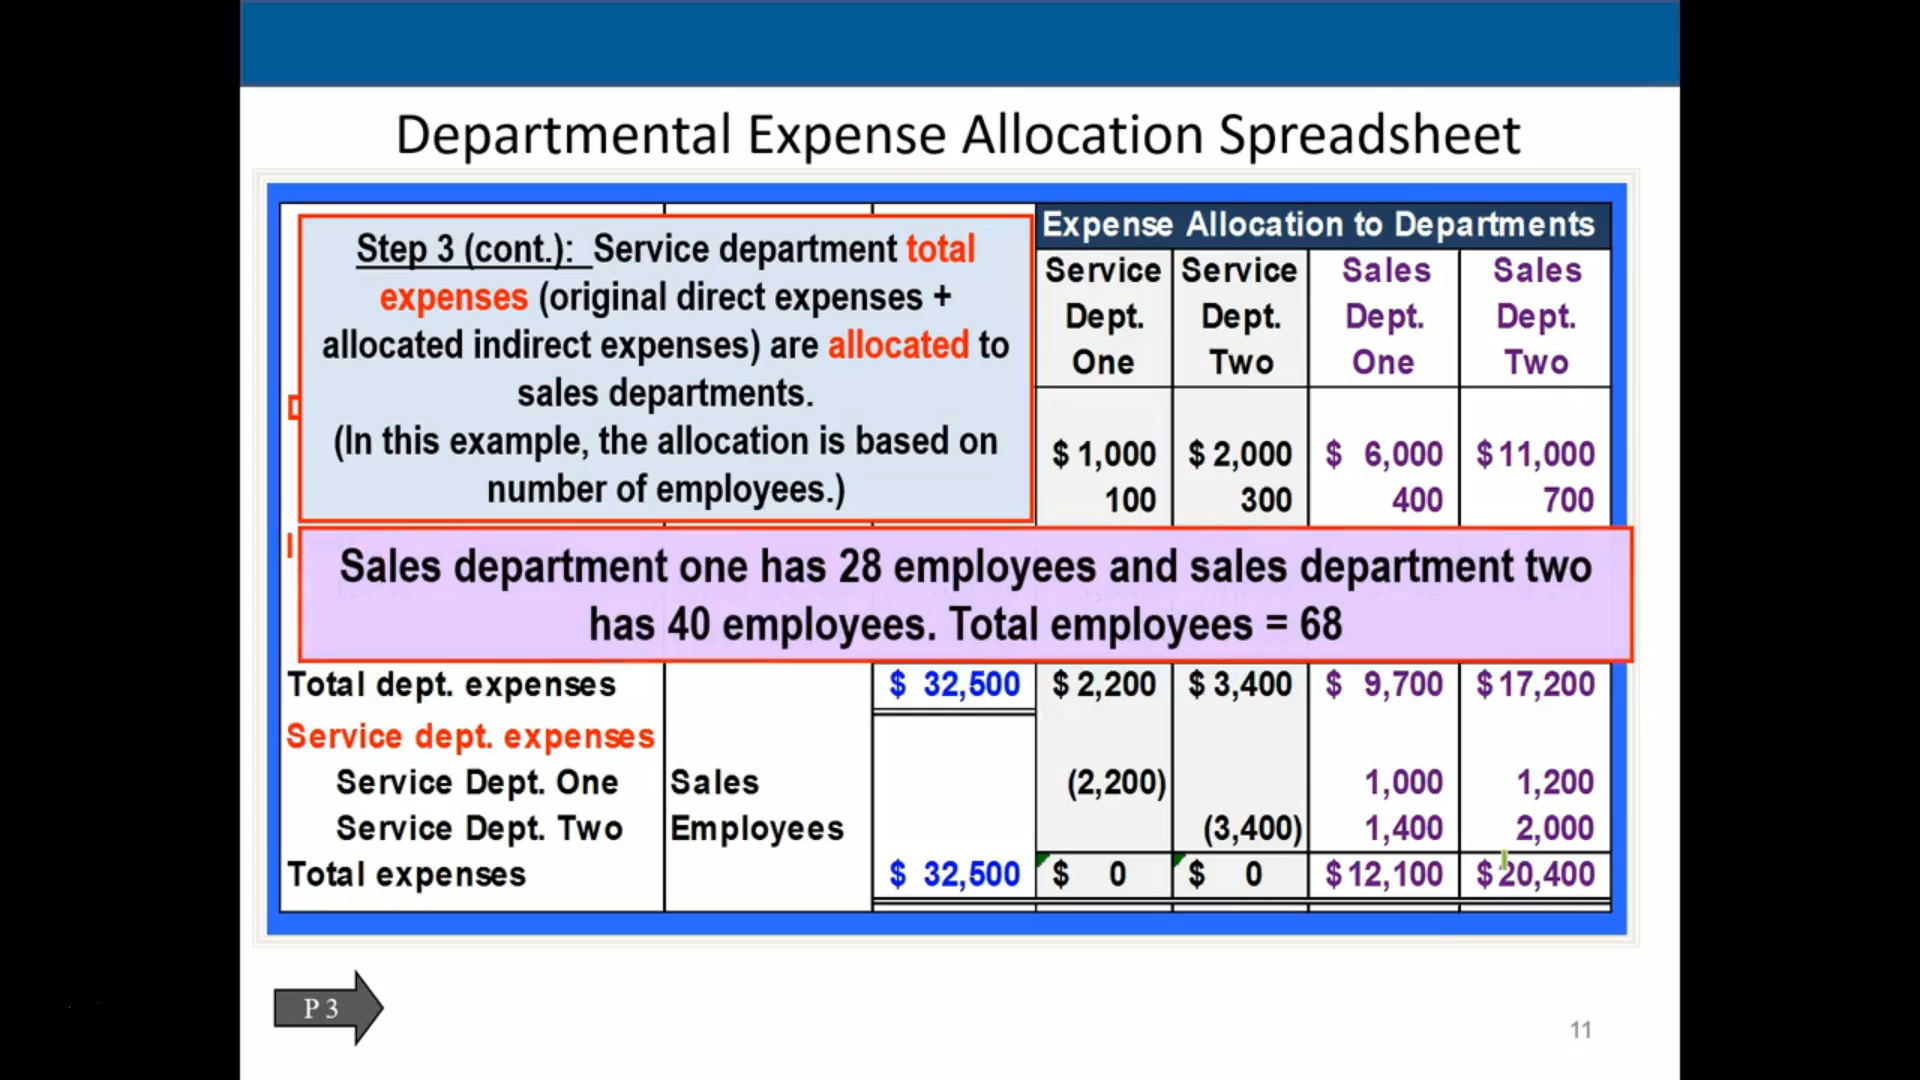 Departmental Expense Allocation Spreadsheet
Step 3 (cont.): Service department total
expenses (original direct expenses +
allocated indirect expenses) are allocated to
sales departments.
(In this example, the allocation is based on
number of employees.)
Expense Allocation to Departments
Service Service Sales Sales
Dept. Dept. Dept. Dept.
One Two One Two
$ 1,000 $ 2,000 $ 6,000 $ 11,000
100 300 400 700
Sales department one has 28 employees and sales department two
has 40 employees. Total employees = 68
Total dept. expenses $ 32,500 $ 2,200 $ 3,400 $ 9,700 $ 17,200
Service dept. expenses
Service Dept. One Sales (2,200) 1,000 1,200
Service Dept. Two Employees (3,400) 1,400 2,000
Total expenses $ 32,500 $ 0 $ 0 $ 12,100 $ 20,400
P 3
11